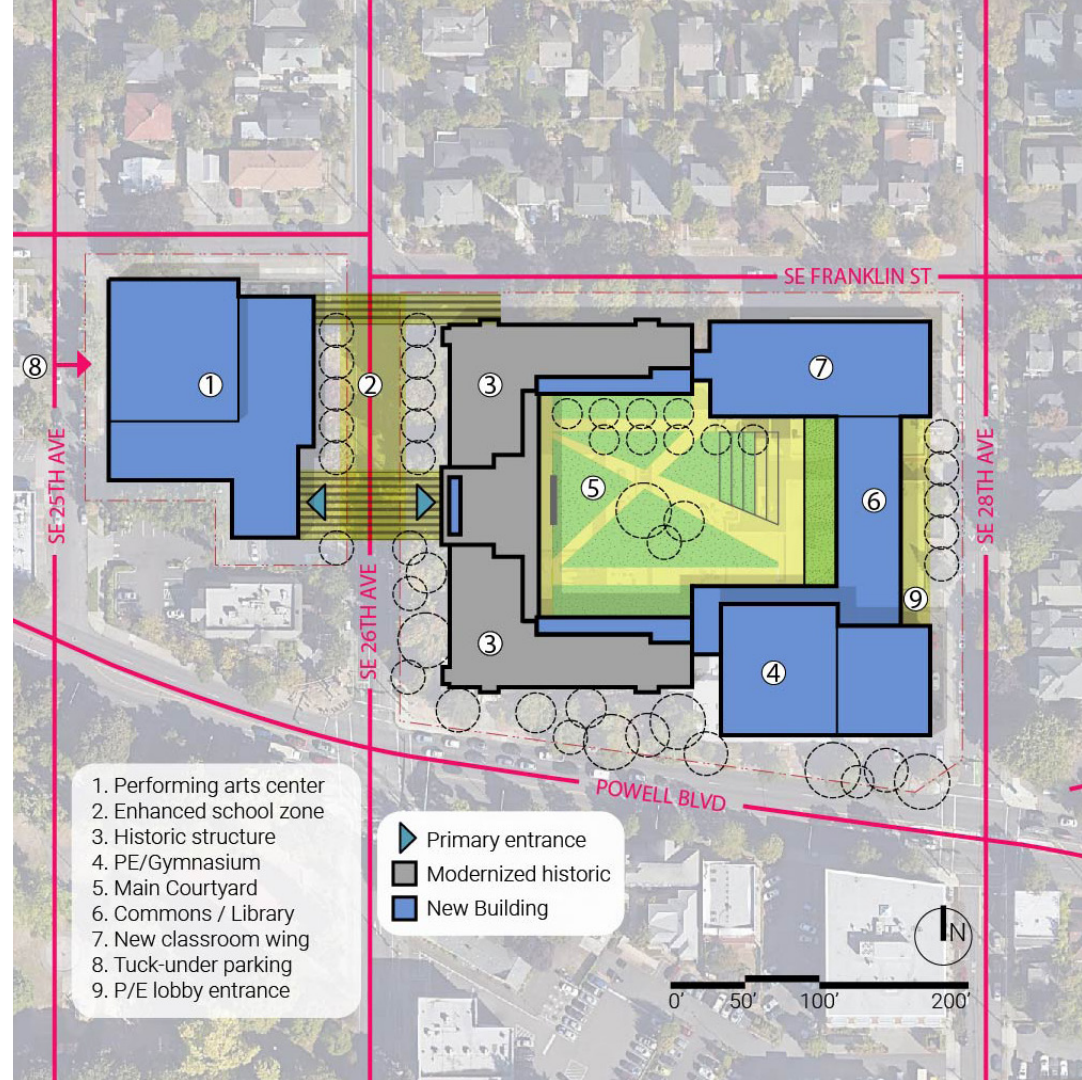 SE FRANKLIN ST
8
1
2
3
7
5
6
SE 25TH AVE
SE 28TH AVE
9
SE 26TH AVE
3
4
POWELL BLVD
1. Performing arts center
2. Enhanced school zone
3. Historic structure
4. PE/Gymnasium
5. Main Courtyard
6. Commons / Library
7. New classroom wing
8. Tuck-under parking
9. P/E lobby entrance
Primary entrance
Modernized historic
New Building
N
0' 50' 100' 200'